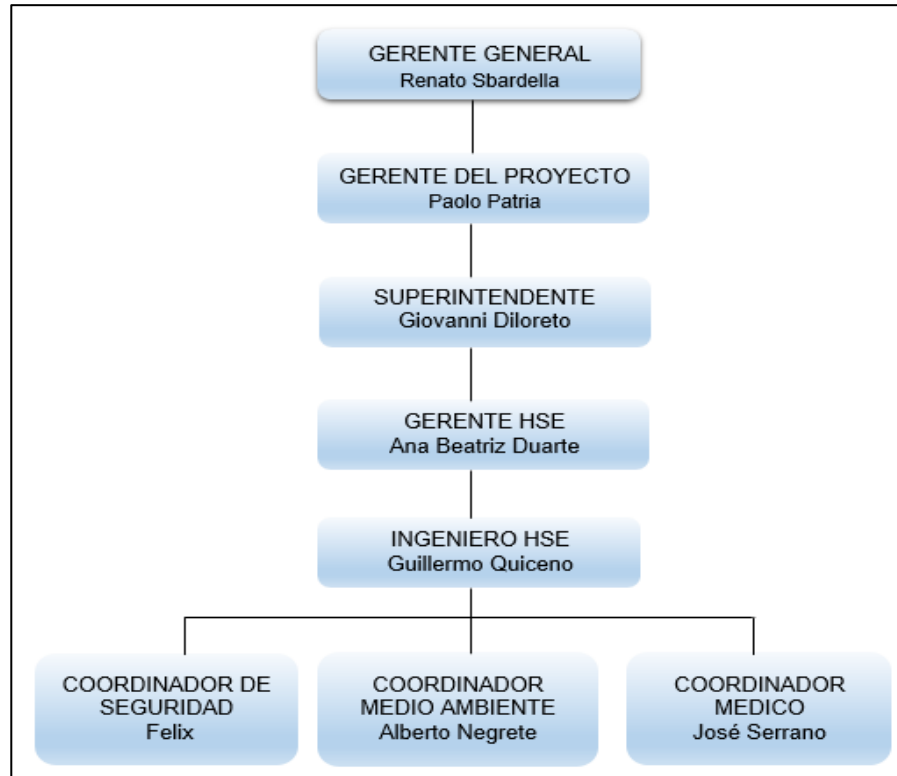 GERENTE GENERAL
Renato Sbardella
GERENTE DEL PROYECTO
Paolo Patria
SUPERINTENDENTE
Giovanni Diloreto
GERENTE HSE
Ana Beatriz Duarte
INGENIERO HSE
Guillermo Quiceno
COORDINADOR DE
SEGURIDAD
Felix
COORDINADOR
MEDIO AMBIENTE
Alberto Negrete
COORDINADOR
MEDICO
José Serrano